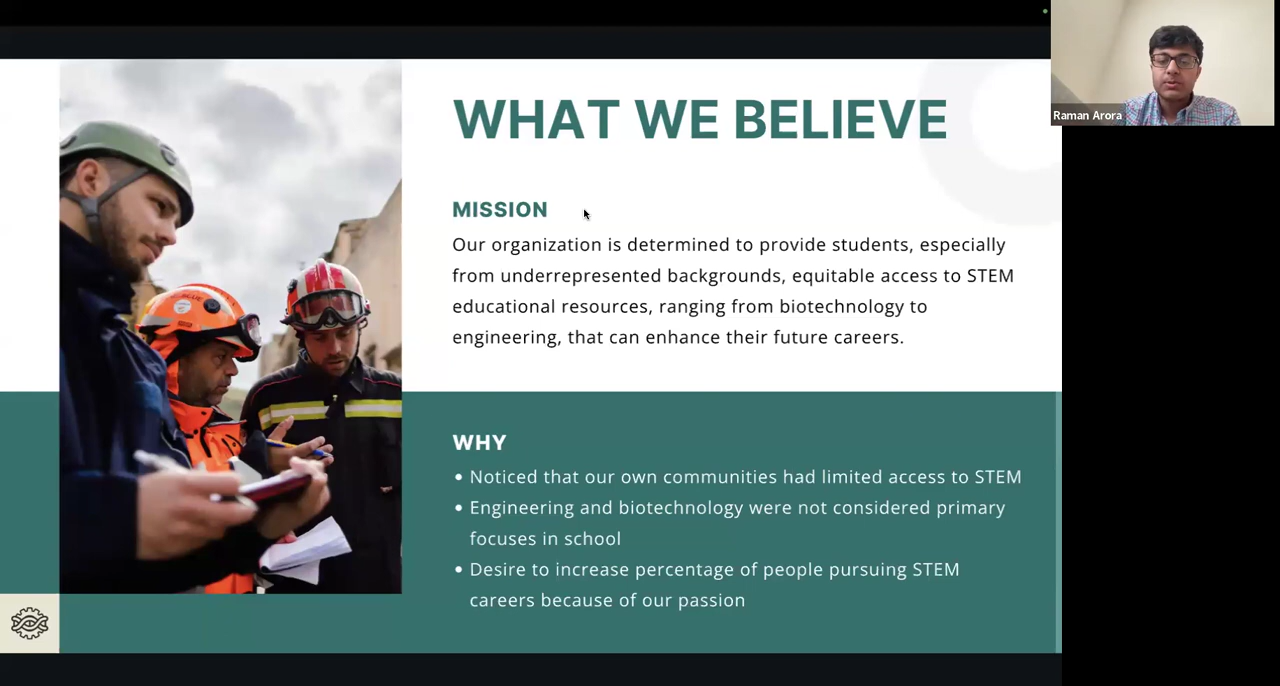 WHAT WE BELIEVE
MISSION
Our organization is determined to provide students, especially
from underrepresented backgrounds, equitable access to STEM
educational resources, ranging from biotechnology to
engineering, that can enhance their future careers.
WHY
• Noticed that our own communities had limited access to STEM
• Engineering and biotechnology were not considered primary
focuses in school
• Desire to increase percentage of people pursuing STEM
careers because of our passion
Raman Arora